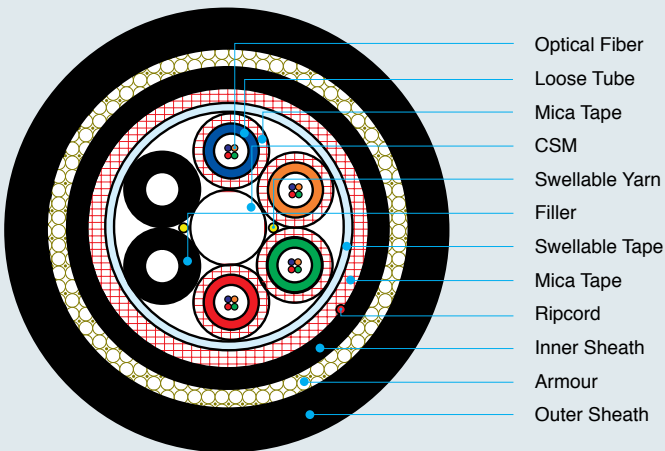 Optical Fiber
Loose Tube
Mica Tape
CSM
Swellable Yarn
Filler
Swellable Tape
Mica Tape
Ripcord
Inner Sheath
Armour
Outer Sheath